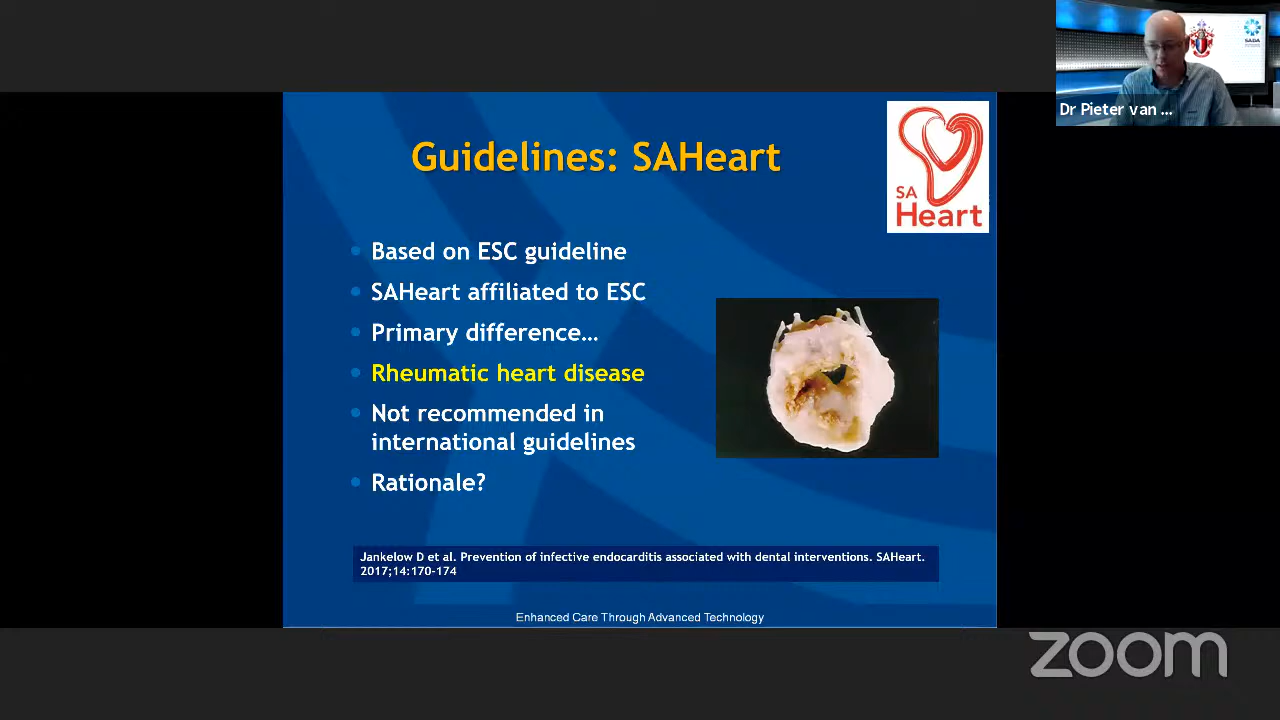 Guidelines: SAHeart
SA
Heart
Based on ESC guideline
SAHeart affiliated to ESC
Primary difference…
Rheumatic heart disease
Not recommended in
international guidelines
Rationale?
Jankelow D et al. Prevention of infective endocarditis associated with dental interventions. SAHeart.
2017;14:170-174
Enhanced Care Through Advanced Technology
SADA
Dr Pieter van ...
zoom